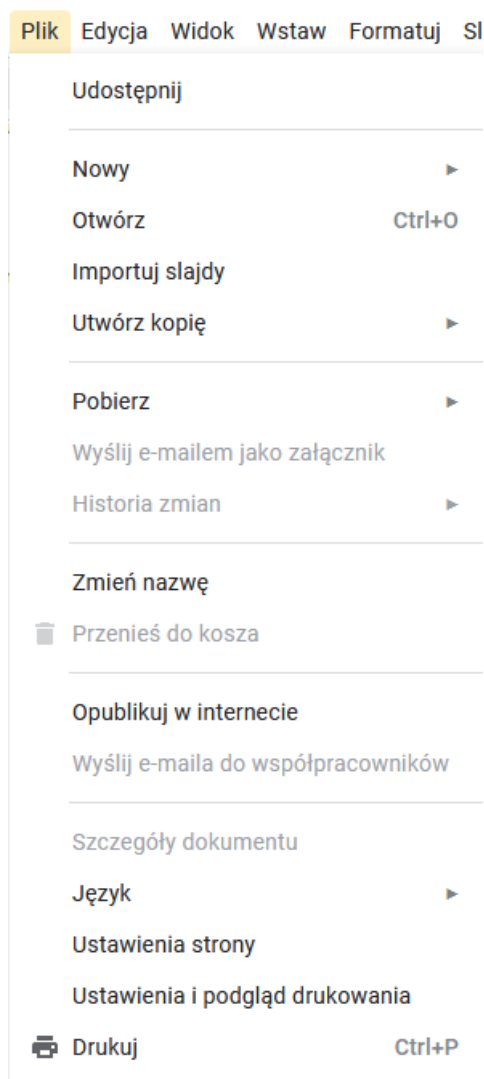 Plik Edycja Widok Wstaw Formatuj Sl
Udostępnij
Nowy
Otwórz Ctrl+O
Importuj slajdy
Utwórz kopię
Pobierz
Wyślij e-mailem jako załącznik
Historia zmian
Zmień nazwę
Przenieś do kosza
Opublikuj w internecie
Wyślij e-maila do współpracowników
Szczegóły dokumentu
Język
Ustawienia strony
Ustawienia i podgląd drukowania
Drukuj Ctrl+P